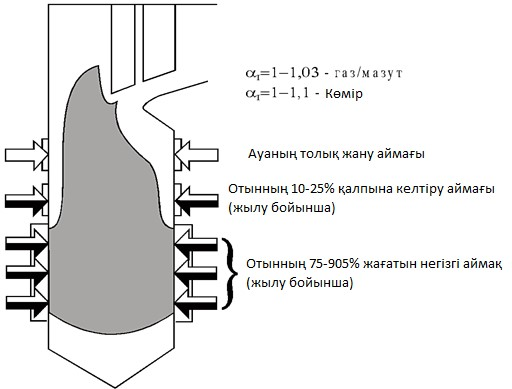 α₁=1−1,03 - газ/мазут
α₁=1−1,1 - Көмір
Ауаның толық жану аймағы
Отынның 10-25% қалпына келтіру аймағы
(жылу бойынша)
Отынның 75-905% жағатын негізгі аймақ
(жылу бойынша)